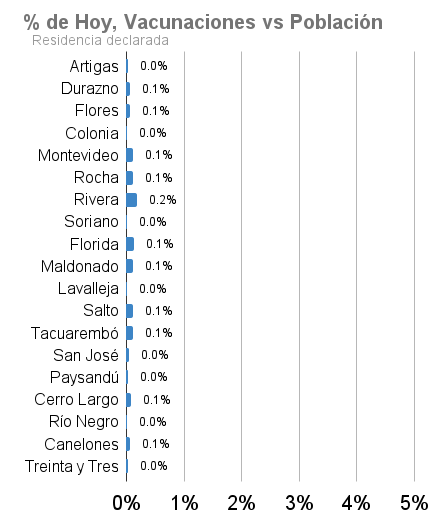 % de Hoy, Vacunaciones vs Población
Residencia declarada
Artigas 0.0%
Durazno 0.1%
Flores 0.1%
Colonia 0.0%
Montevideo 0.1%
Rocha 0.1%
Rivera 0.2%
Soriano 0.0%
Florida 0.1%
Maldonado 0.1%
Lavalleja 0.0%
Salto 0.1%
Tacuarembó 0.1%
San José 0.0%
Paysandú 0.0%
Cerro Largo 0.1%
Río Negro 0.0%
Canelones 0.1%
Treinta y Tres 0.0%
0% 1% 2% 3% 4% 5%